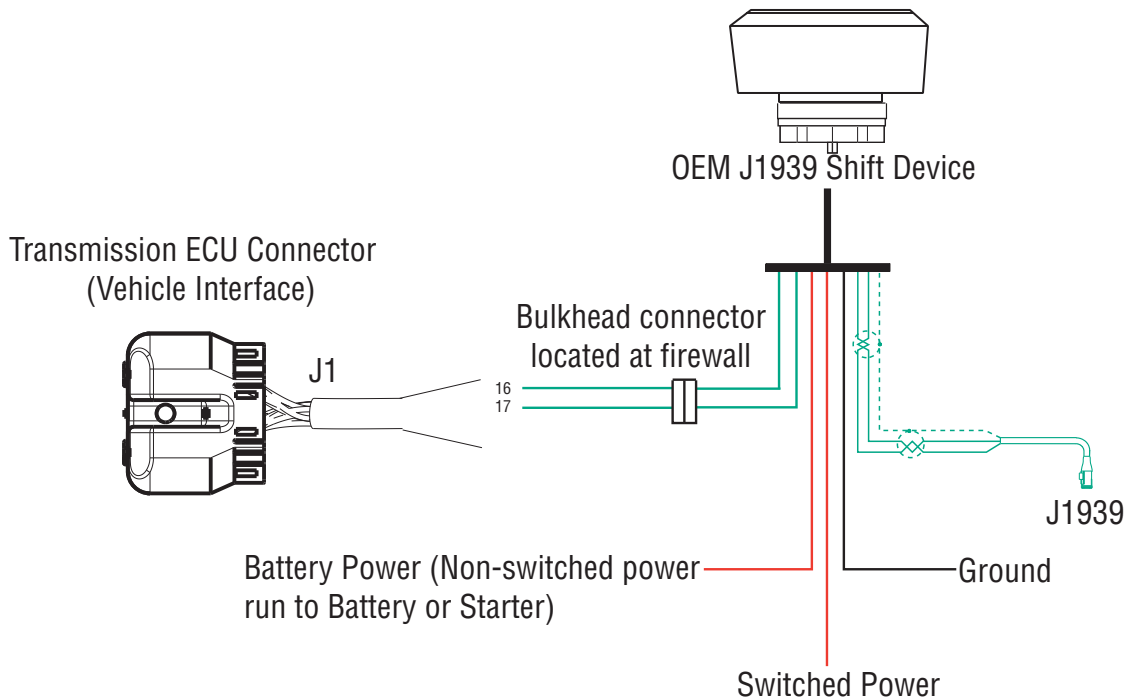 OEM J1939 Shift Device
Transmission ECU Connector
(Vehicle Interface)
Bulkhead connector
located at firewall
J1
16
17
J1939
Battery Power (Non-switched power
run to Battery or Starter)
Ground
Switched Power